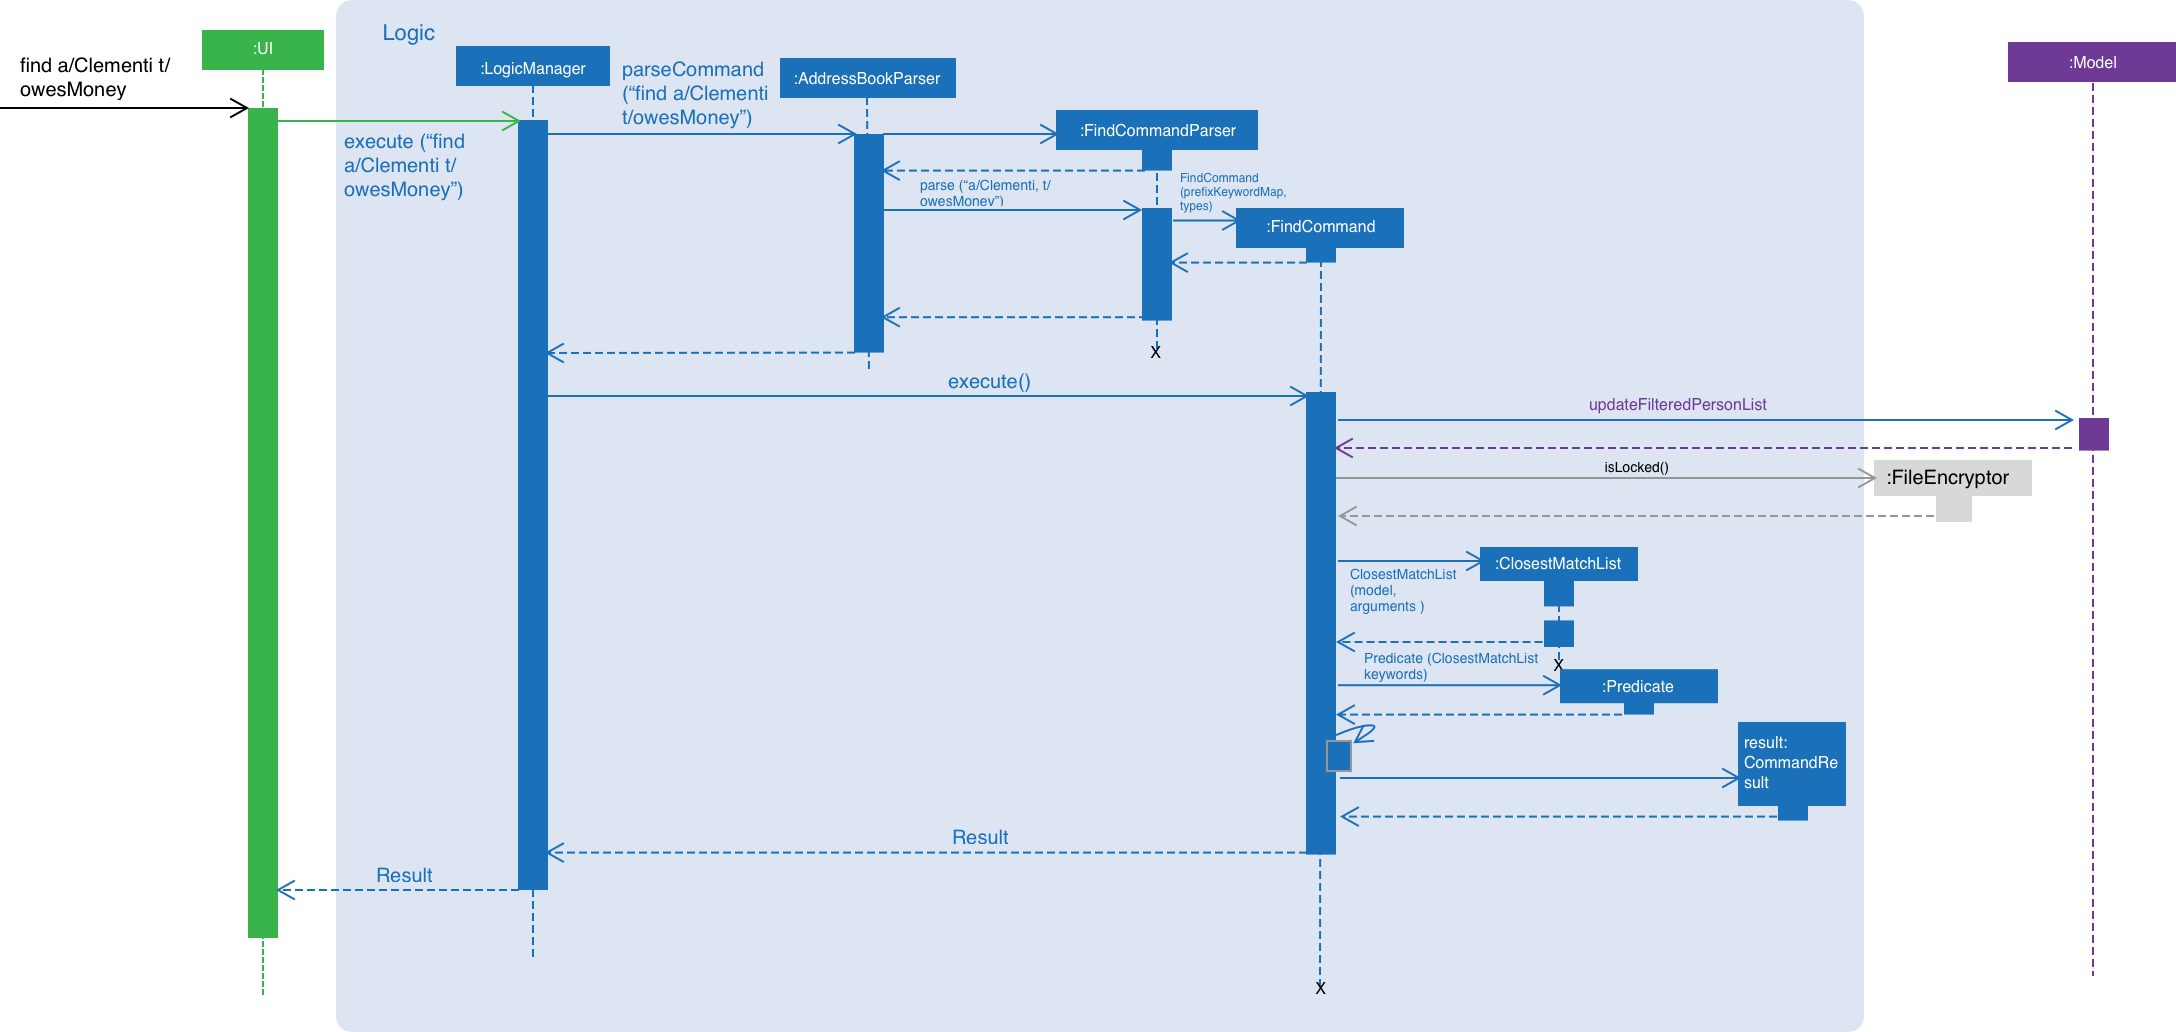 Logic
:UI
find a/Clementi t/
owesMoney
:LogicManager
parseCommand
(“find a/Clementi
t/owesMoney”)
:AddressBookParser
:Model
:FindCommandParser
execute (“find
a/Clementi t/
owesMoney”)
parse (“a/Clementi, t/
owesMoney”)
FindCommand
(prefixKeywordMap,
types)
:FindCommand
X
execute()
updateFilteredPersonList
isLocked()
:FileEncryptor
:ClosestMatchList
ClosestMatchList
(model,
arguments )
X
Predicate (ClosestMatchList
keywords)
:Predicate
result:
CommandRe
sult
Result
Result
X